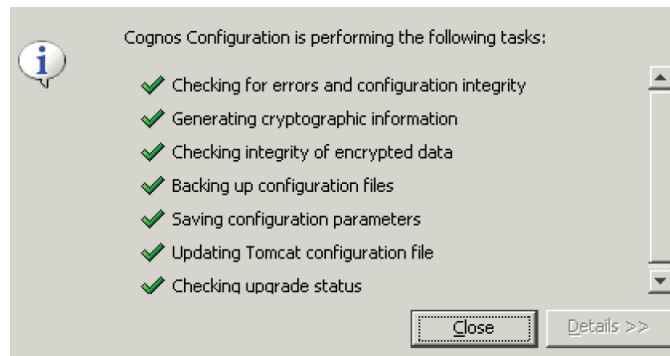 Cognos Configuration is performing the following tasks:
Checking for errors and configuration integrity
Generating cryptographic information
Checking integrity of encrypted data
Backing up configuration files
Saving configuration parameters
Updating Tomcat configuration file
Checking upgrade status
Close
Details >>